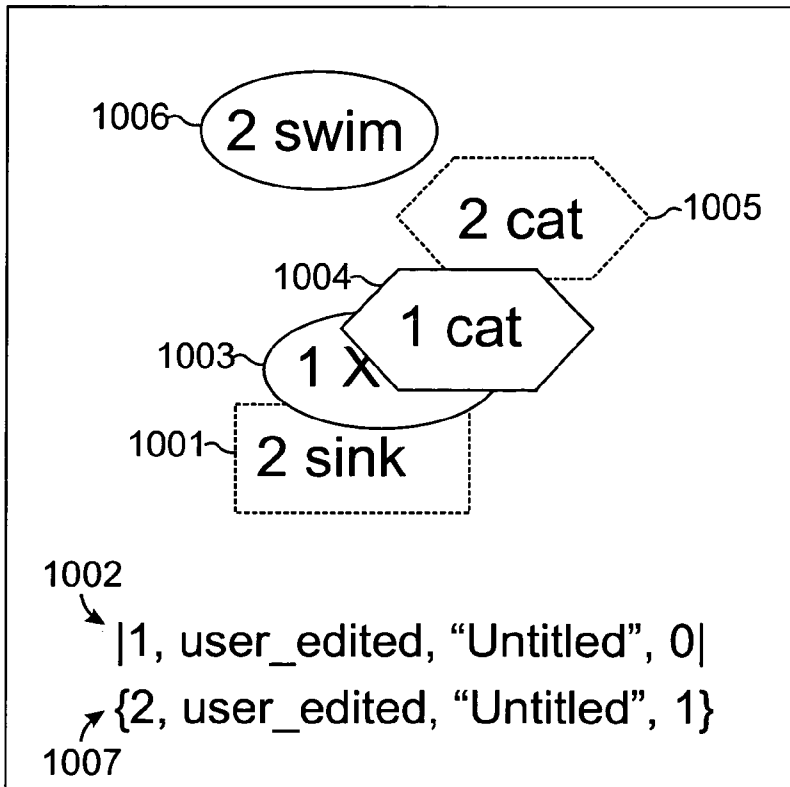 1006 2 swim
2 cat 1005
1004 1 cat
1003 1 X
1001 2 sink
1002
|1, user_edited, “Untitled”, 0|
{2, user_edited, “Untitled”, 1}
1007